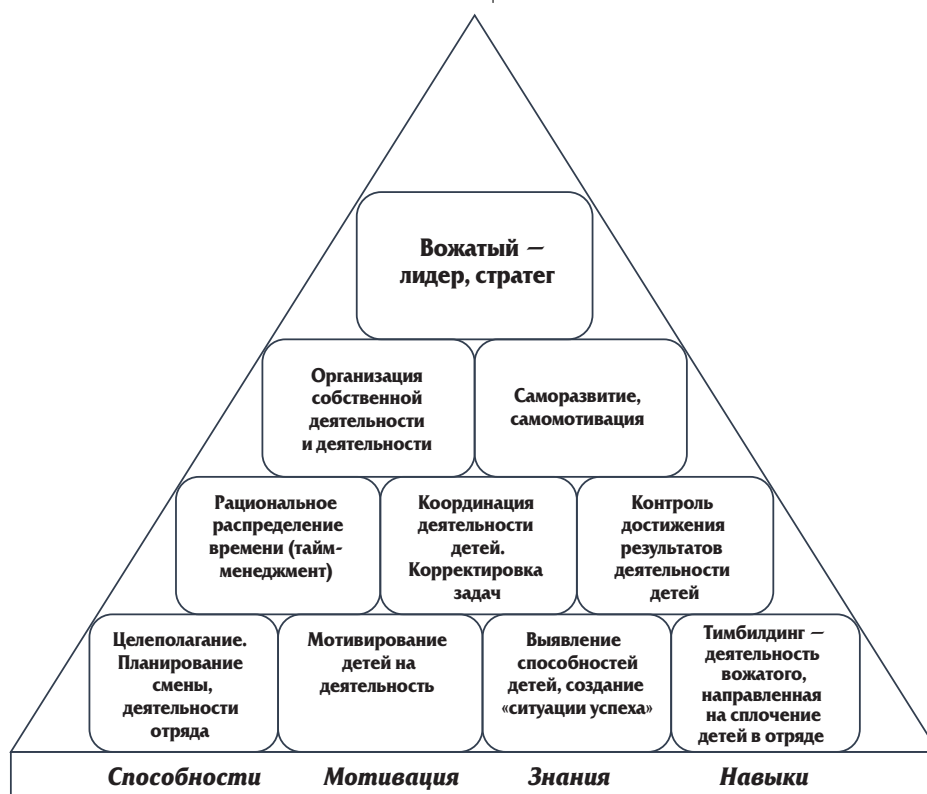 Вожатый —
лидер, стратег
Организация
собственной
деятельности
и деятельности
Саморазвитие,
самомотивация
Рациональное
распределение
времени (тайм-
менеджмент)
Координация
деятельности
детей.
Корректировка
задач
Контроль
достижения
результатов
деятельности
детей
Целеполагание.
Планирование
смены,
деятельности
отряда
Мотивирование
детей на
деятельность
Выявление
способностей
детей, создание
«ситуации успеха»
Тимбилдинг —
деятельность
вожатого,
направленная
на сплочение
детей в отряде
Способности Мотивация Знания Навыки